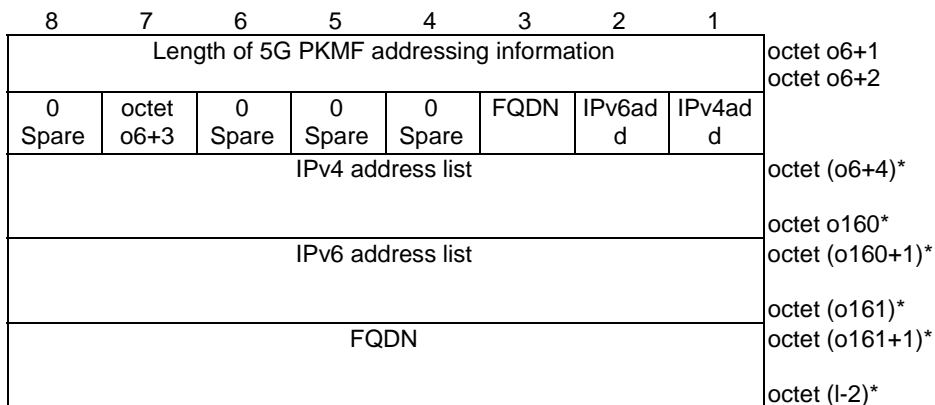 8 7 6 5 4 3 2 1
Length of 5G PKMF addressing information octet o6+1
octet o6+2
0 octet 0 0 0 FQDN IPv6ad IPv4ad
Spare o6+3 Spare Spare Spare d d
IPv4 address list octet (o6+4)*
octet o160*
IPv6 address list octet (o160+1)*
octet (o161)*
FQDN octet (o161+1)*
octet (l-2)*